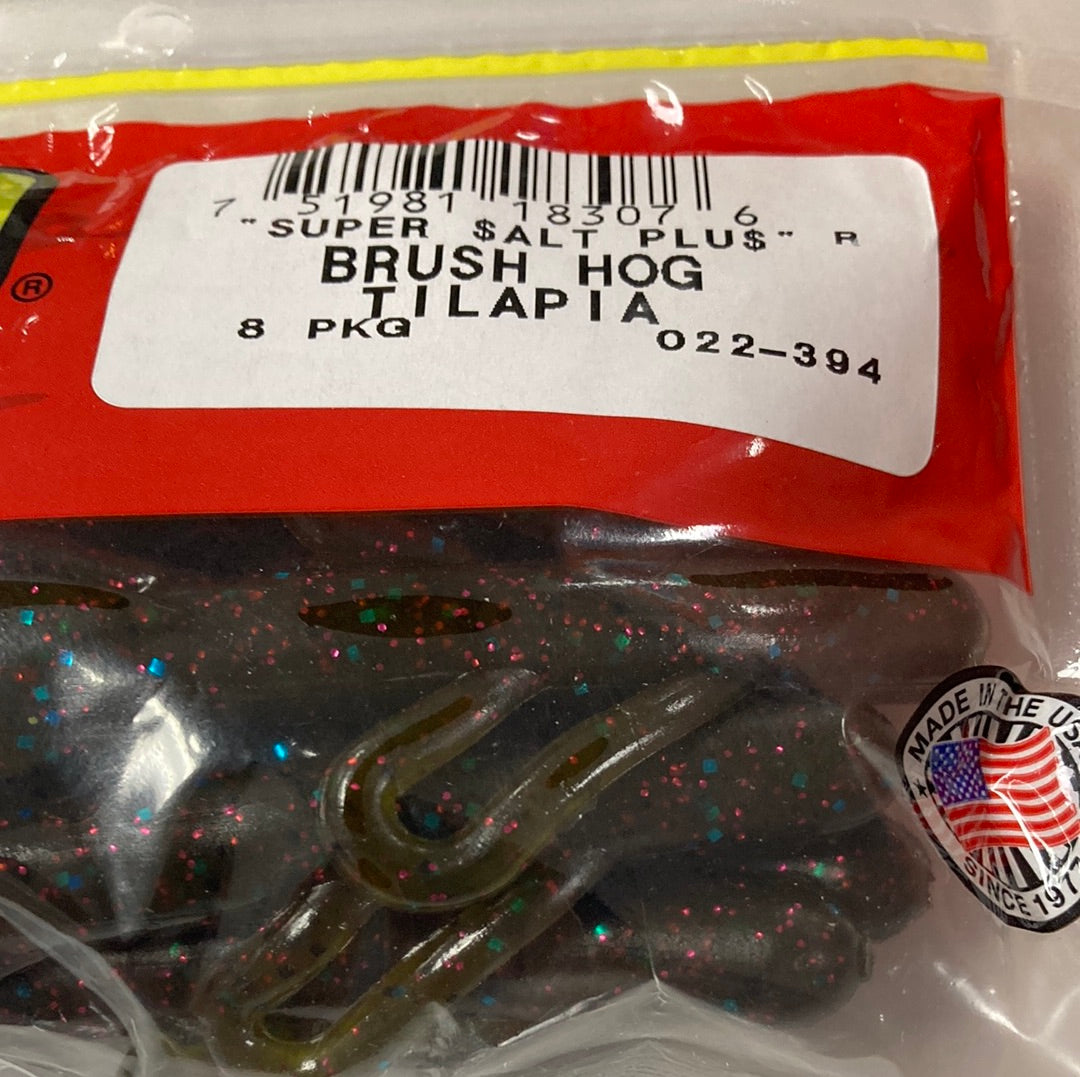 7 51981 18307 6
"SUPER $ALT PLU$" R
BRUSH HOG
TILAPIA
8 PKG
022-394
®
MADE IN THE USA
SINCE 1977